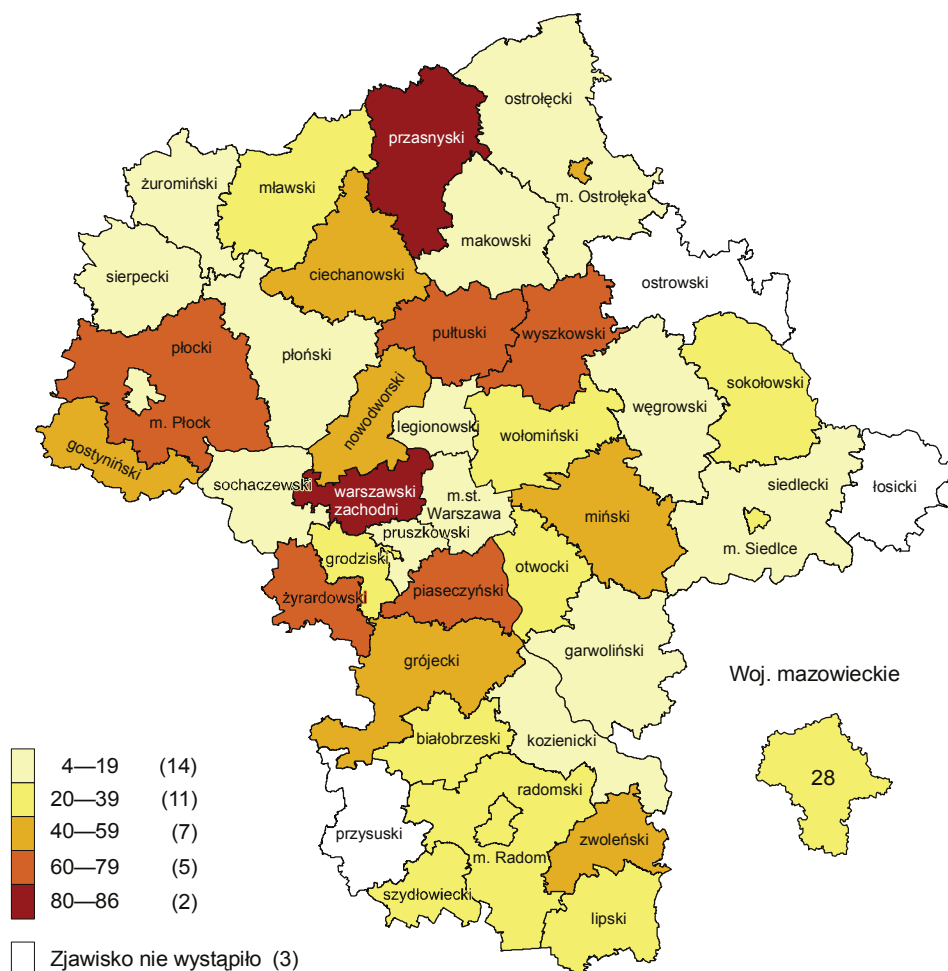 ostrołęcki
przasnyski
żuromiński
mławski
m. Ostrołęka
makowski
sierpecki
ciechanowski
ostrowski
płocki
płoński
pułtuski
wyszkowski
sokołowski
nowodworski
węgrowski
m. Płock
legionowski
wołomiński
gostyniński
sochaczewski
warszawski
zachodni
m.st.
Warszawa
siedlecki
łosicki
miński
pruszkowski
m. Siedlce
grodziski
otwocki
żyrardowski
piaseczyński
garwoliński
grójecki
Woj. mazowieckie
białobrzeski
kozienicki
28
radomski
przysuski
zwoleński
m. Radom
szydłowiecki
lipski
4—19 (14)
20—39 (11)
40—59 (7)
60—79 (5)
80—86 (2)
Zjawisko nie wystąpiło (3)